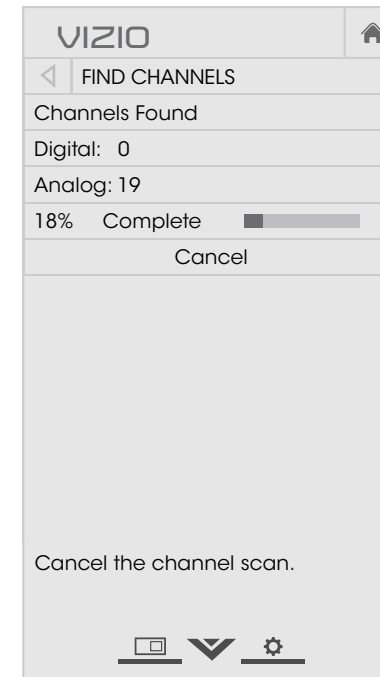 VIZIO
FIND CHANNELS
Channels Found
Digital: 0
Analog: 19
18% Complete
Cancel
Cancel the channel scan.